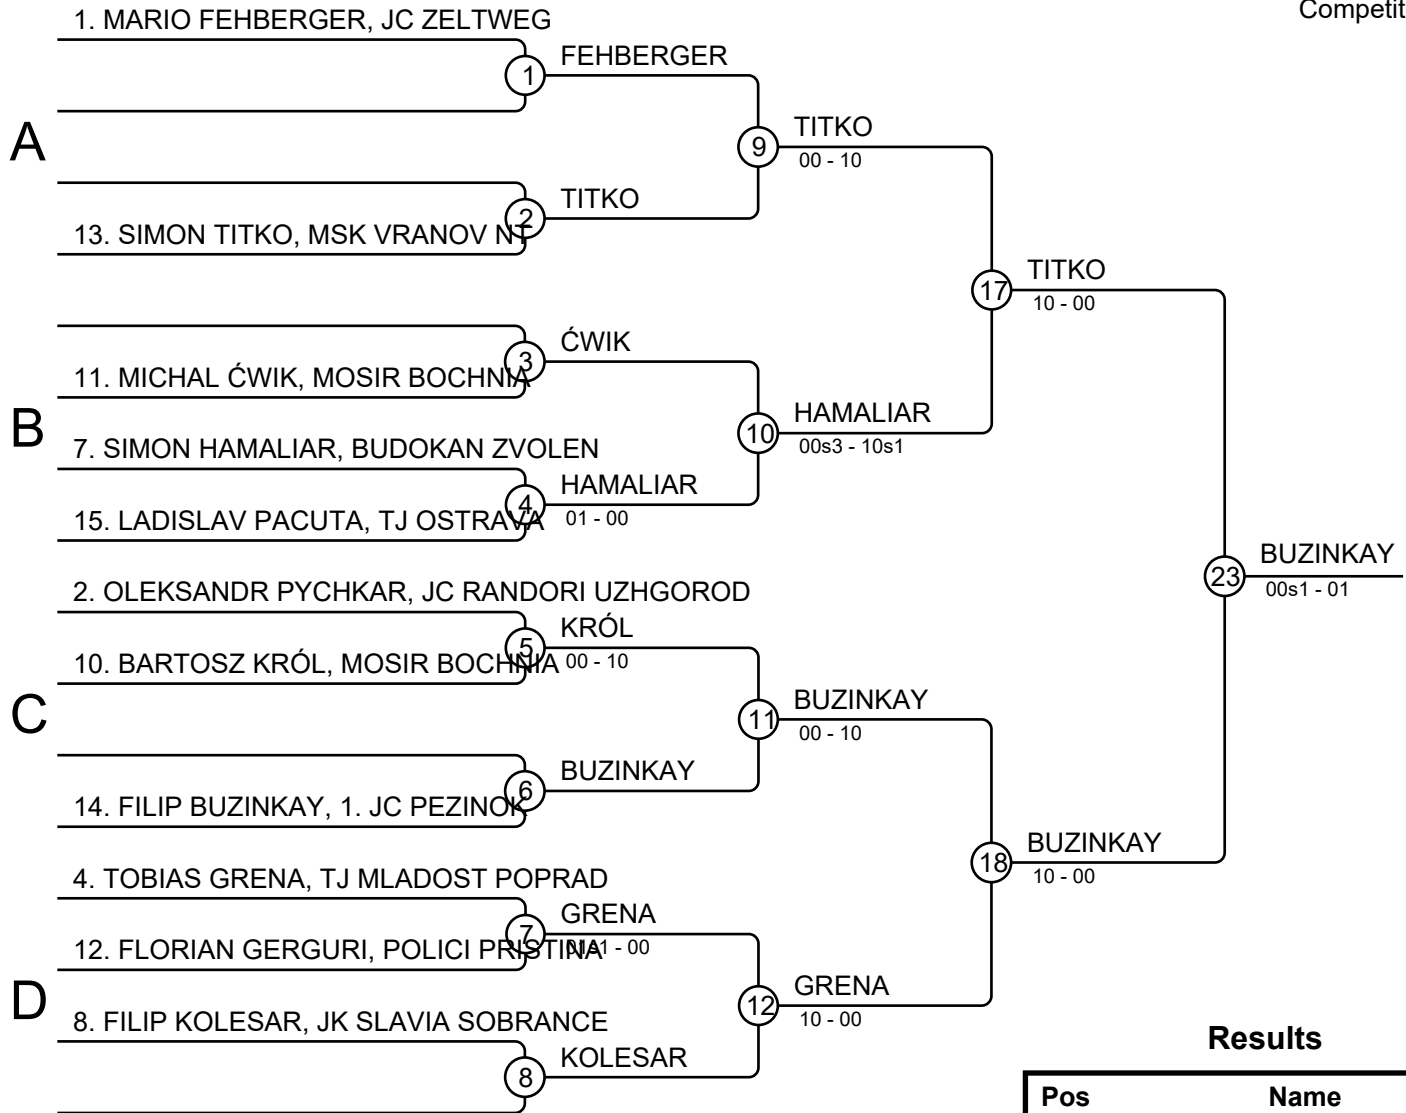 Competit
1. MARIO FEHBERGER, JC ZELTWEG
1
FEHBERGER
A
9
TITKO
00 - 10
2
TITKO
13. SIMON TITKO, MSK VRANOV NT
17
TITKO
10 - 00
3
ĆWIK
11. MICHAL ĆWIK, MOSIR BOCHNIA
B
10
HAMALIAR
00s3 - 10s1
7. SIMON HAMALIAR, BUDOKAN ZVOLEN
4
HAMALIAR
01 - 00
15. LADISLAV PACUTA, TJ OSTRAVA
23
BUZINKAY
00s1 - 01
2. OLEKSANDR PYCHKAR, JC RANDORI UZHGOROD
5
KRÓL
00 - 10
10. BARTOSZ KRÓL, MOSIR BOCHNIA
C
11
BUZINKAY
00 - 10
6
BUZINKAY
14. FILIP BUZINKAY, 1. JC PEZINOK
18
BUZINKAY
10 - 00
4. TOBIAS GRENA, TJ MLADOST POPRAD
7
GRENA
01s1 - 00
12. FLORIAN GERGURI, POLICI PRISTINA
D
12
GRENA
10 - 00
8. FILIP KOLESAR, JK SLAVIA SOBRANCE
8
KOLESAR
Results
Pos Name